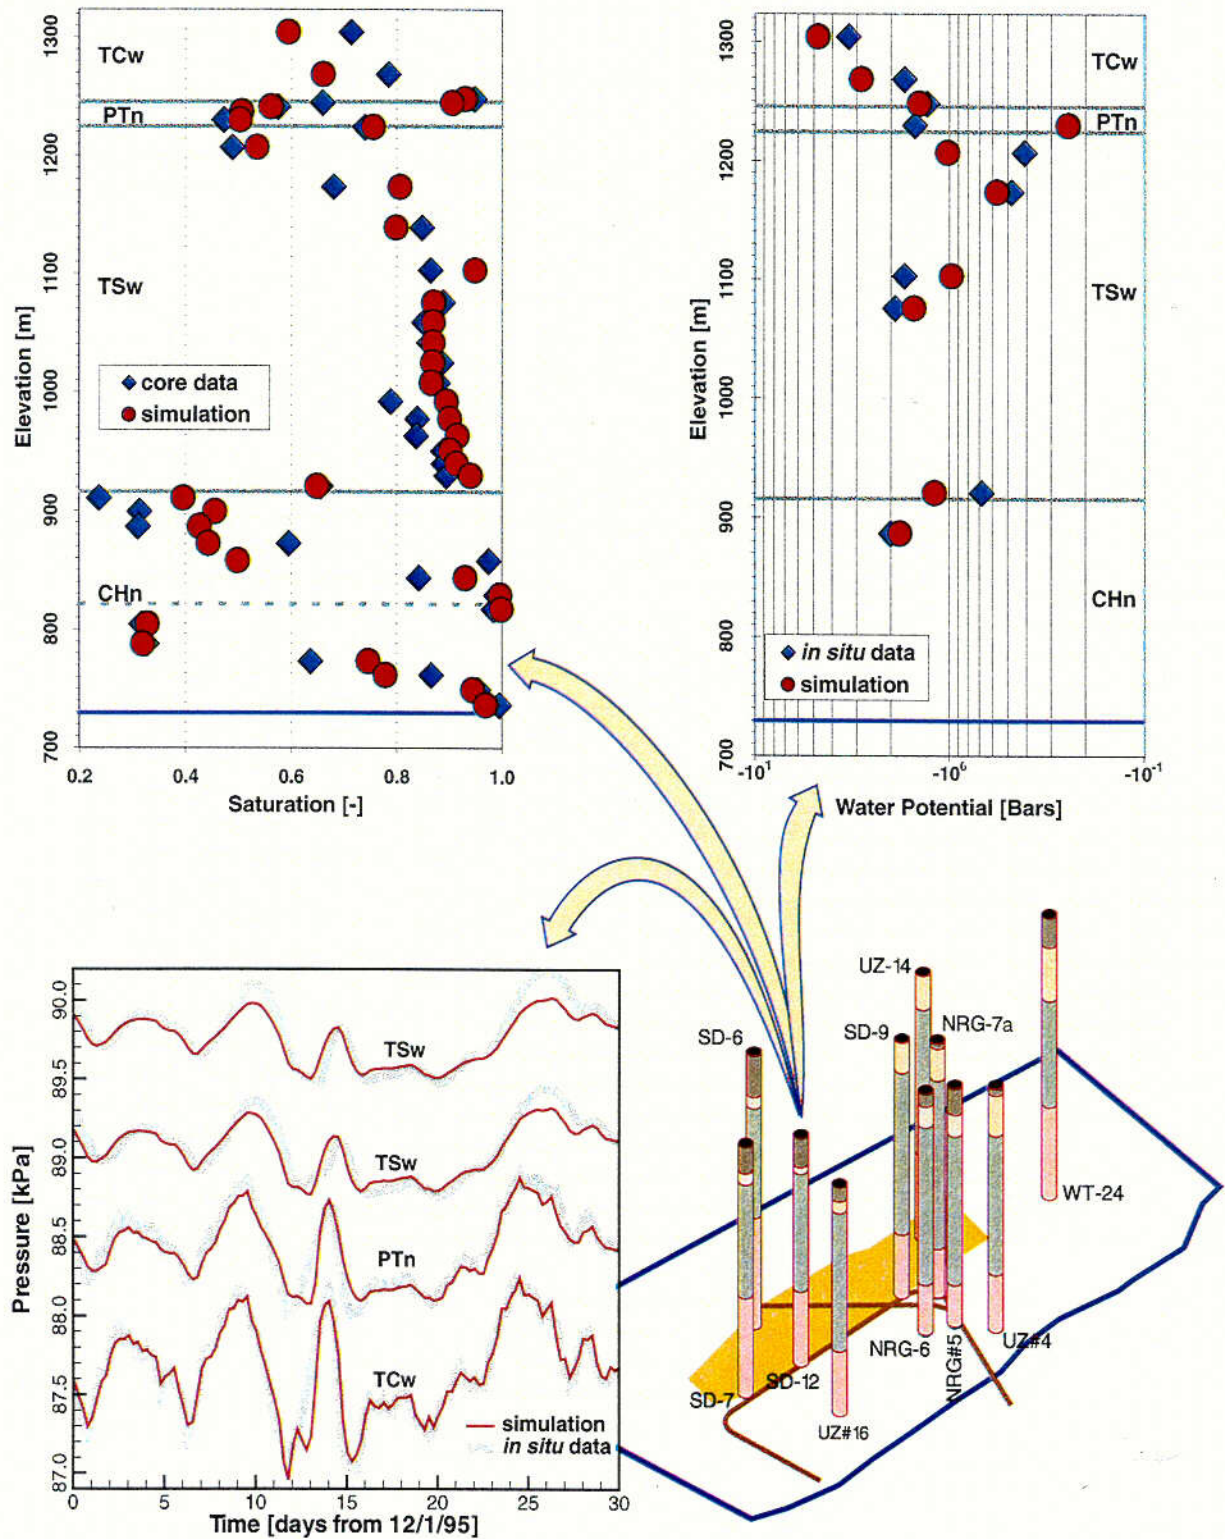 1300
1200
1100
1000
900
800
700
Elevation [m]
TCw
PTn
TSw
CHn
core data
simulation
0.2 0.4 0.6 0.8 1.0
Saturation [-]
1300
1200
1100
1000
900
800
700
Elevation [m]
TCw
PTn
TSw
CHn
in situ data
simulation
-10¹ -10⁰ -10⁻¹
Water Potential [Bars]
90.0
89.5
89.0
88.5
88.0
87.5
87.0
Pressure [kPa]
TSw
TSw
PTn
TCw
simulation
in situ data
0 5 10 15 20 25 30
Time [days from 12/1/95]
UZ-14
SD-6
SD-9
NRG-7a
WT-24
NRG-6
NRG#5
UZ#4
SD-7
SD-12
UZ#16